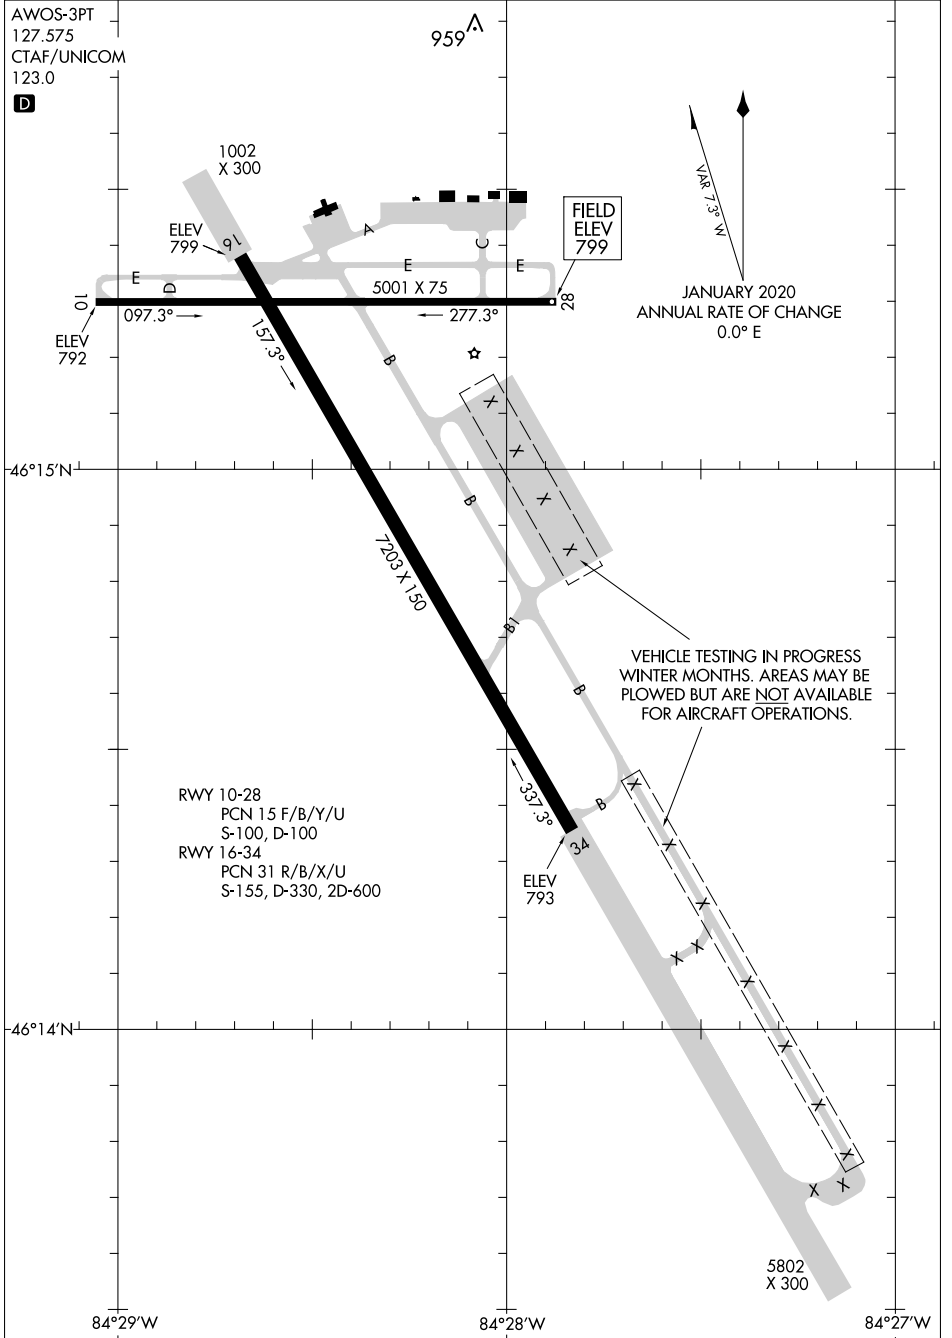 AWOS-3PT
127.575
CTAF/UNICOM
123.0
D
959
1002
X 300
VAR 7.3° W
JANUARY 2020
ANNUAL RATE OF CHANGE
0.0° E
FIELD
ELEV
799
ELEV
799
16
A
C
E
E
E
D
10
5001 X 75
28
097.3°
277.3°
ELEV
792
157.3°
B
X
X
46°15'N
B
X
X
7203 X 150
B1
VEHICLE TESTING IN PROGRESS
WINTER MONTHS. AREAS MAY BE
PLOWED BUT ARE NOT AVAILABLE
FOR AIRCRAFT OPERATIONS.
B
RWY 10-28
PCN 15 F/B/Y/U
S-100, D-100
RWY 16-34
PCN 31 R/B/X/U
S-155, D-330, 2D-600
337.3°
B
X
34
X
ELEV
793
X
X
X
X
46°14'N
X
X
X
X
X
5802
X 300
84°29'W
84°28'W
84°27'W